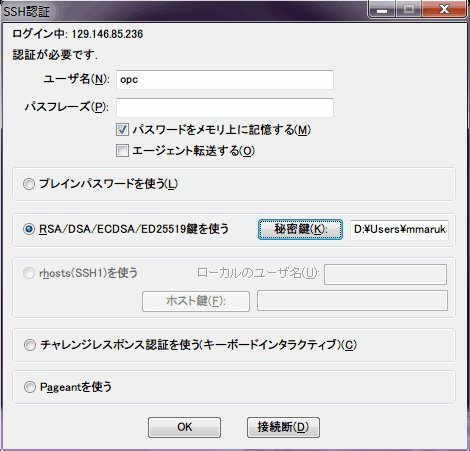 SSH認証
ログイン中: 129.146.85.236
認証が必要です.
ユーザ名(N): opc
パスフレーズ(P):
パスワードをメモリ上に記憶する(M)
エージェント転送する(O)
プレインパスワードを使う(L)
RSA/DSA/ECDSA/ED25519鍵を使う 秘密鍵(K): D:¥Users¥mmaruk
rhosts(SSH1)を使う ローカルのユーザ名(U):
ホスト鍵(F):
チャレンジレスポンス認証を使う(キーボードインタラクティブ)(C)
Pageantを使う
OK 接続断(D)